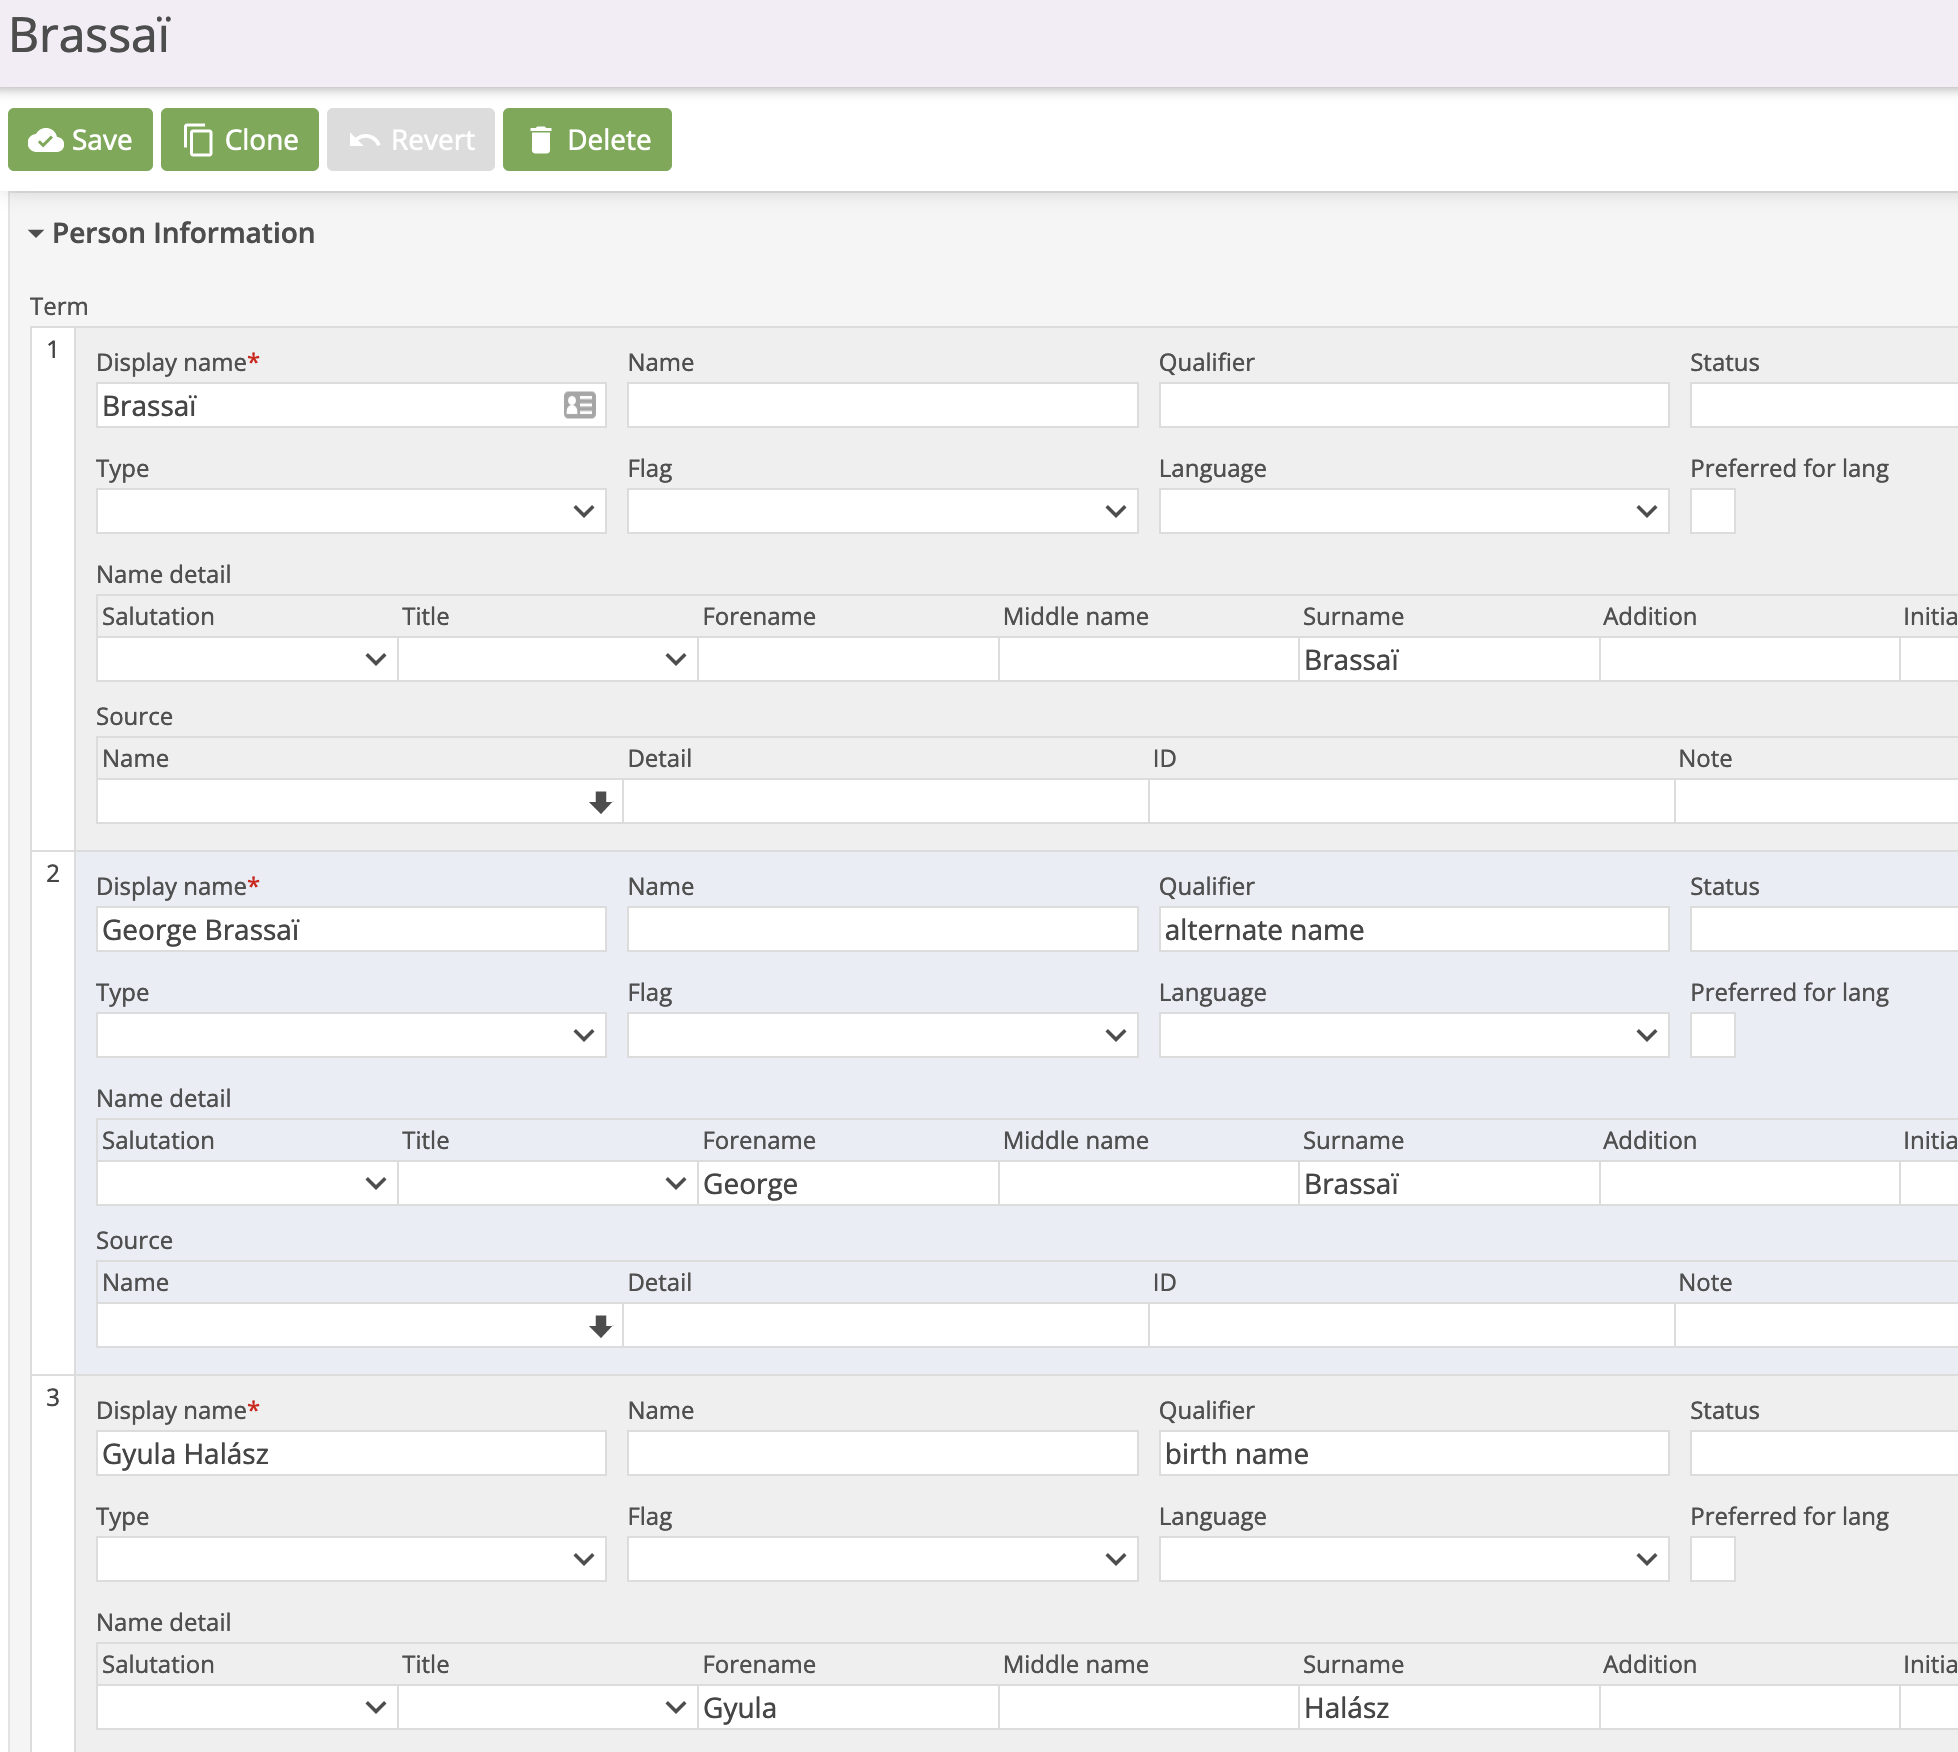 Brassaï
Save Clone Revert Delete
Person Information
Term
1
Display name* Name Qualifier Status
Brassaï
Type Flag Language Preferred for lang
Name detail
Salutation Title Forename Middle name Surname Addition Initia
Brassaï
Source
Name Detail ID Note
2
Display name* Name Qualifier Status
George Brassaï alternate name
Type Flag Language Preferred for lang
Name detail
Salutation Title Forename Middle name Surname Addition Initia
George Brassaï
Source
Name Detail ID Note
3
Display name* Name Qualifier Status
Gyula Halász birth name
Type Flag Language Preferred for lang
Name detail
Salutation Title Forename Middle name Surname Addition Initia
Gyula Halász